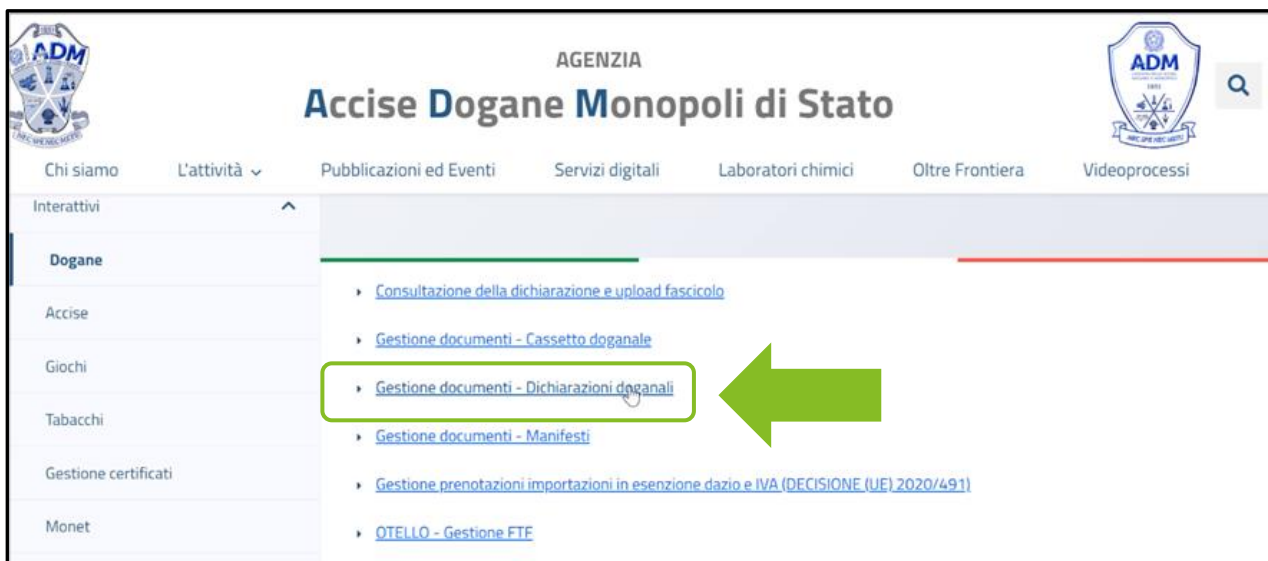 ADM
AGENZIA
Accise Dogane Monopoli di Stato
ADM
Chi siamo
L'attività
Pubblicazioni ed Eventi
Servizi digitali
Laboratori chimici
Oltre Frontiera
Videoprocessi
Interattivi
Dogane
Accise
Giochi
Tabacchi
Gestione certificati
Monet
Consultazione della dichiarazione e upload fascicolo
Gestione documenti - Cassetto doganale
Gestione documenti - Dichiarazioni doganali
Gestione documenti - Manifesti
Gestione prenotazioni importazioni in esenzione dazio e IVA (DECISIONE (UE) 2020/491)
OTELLO - Gestione FTF